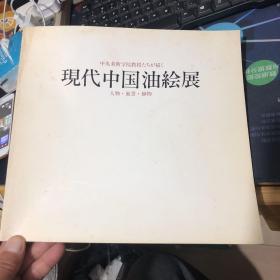 中央美術学院教授たちが描く
現代中国油絵展
人物・風景・静物